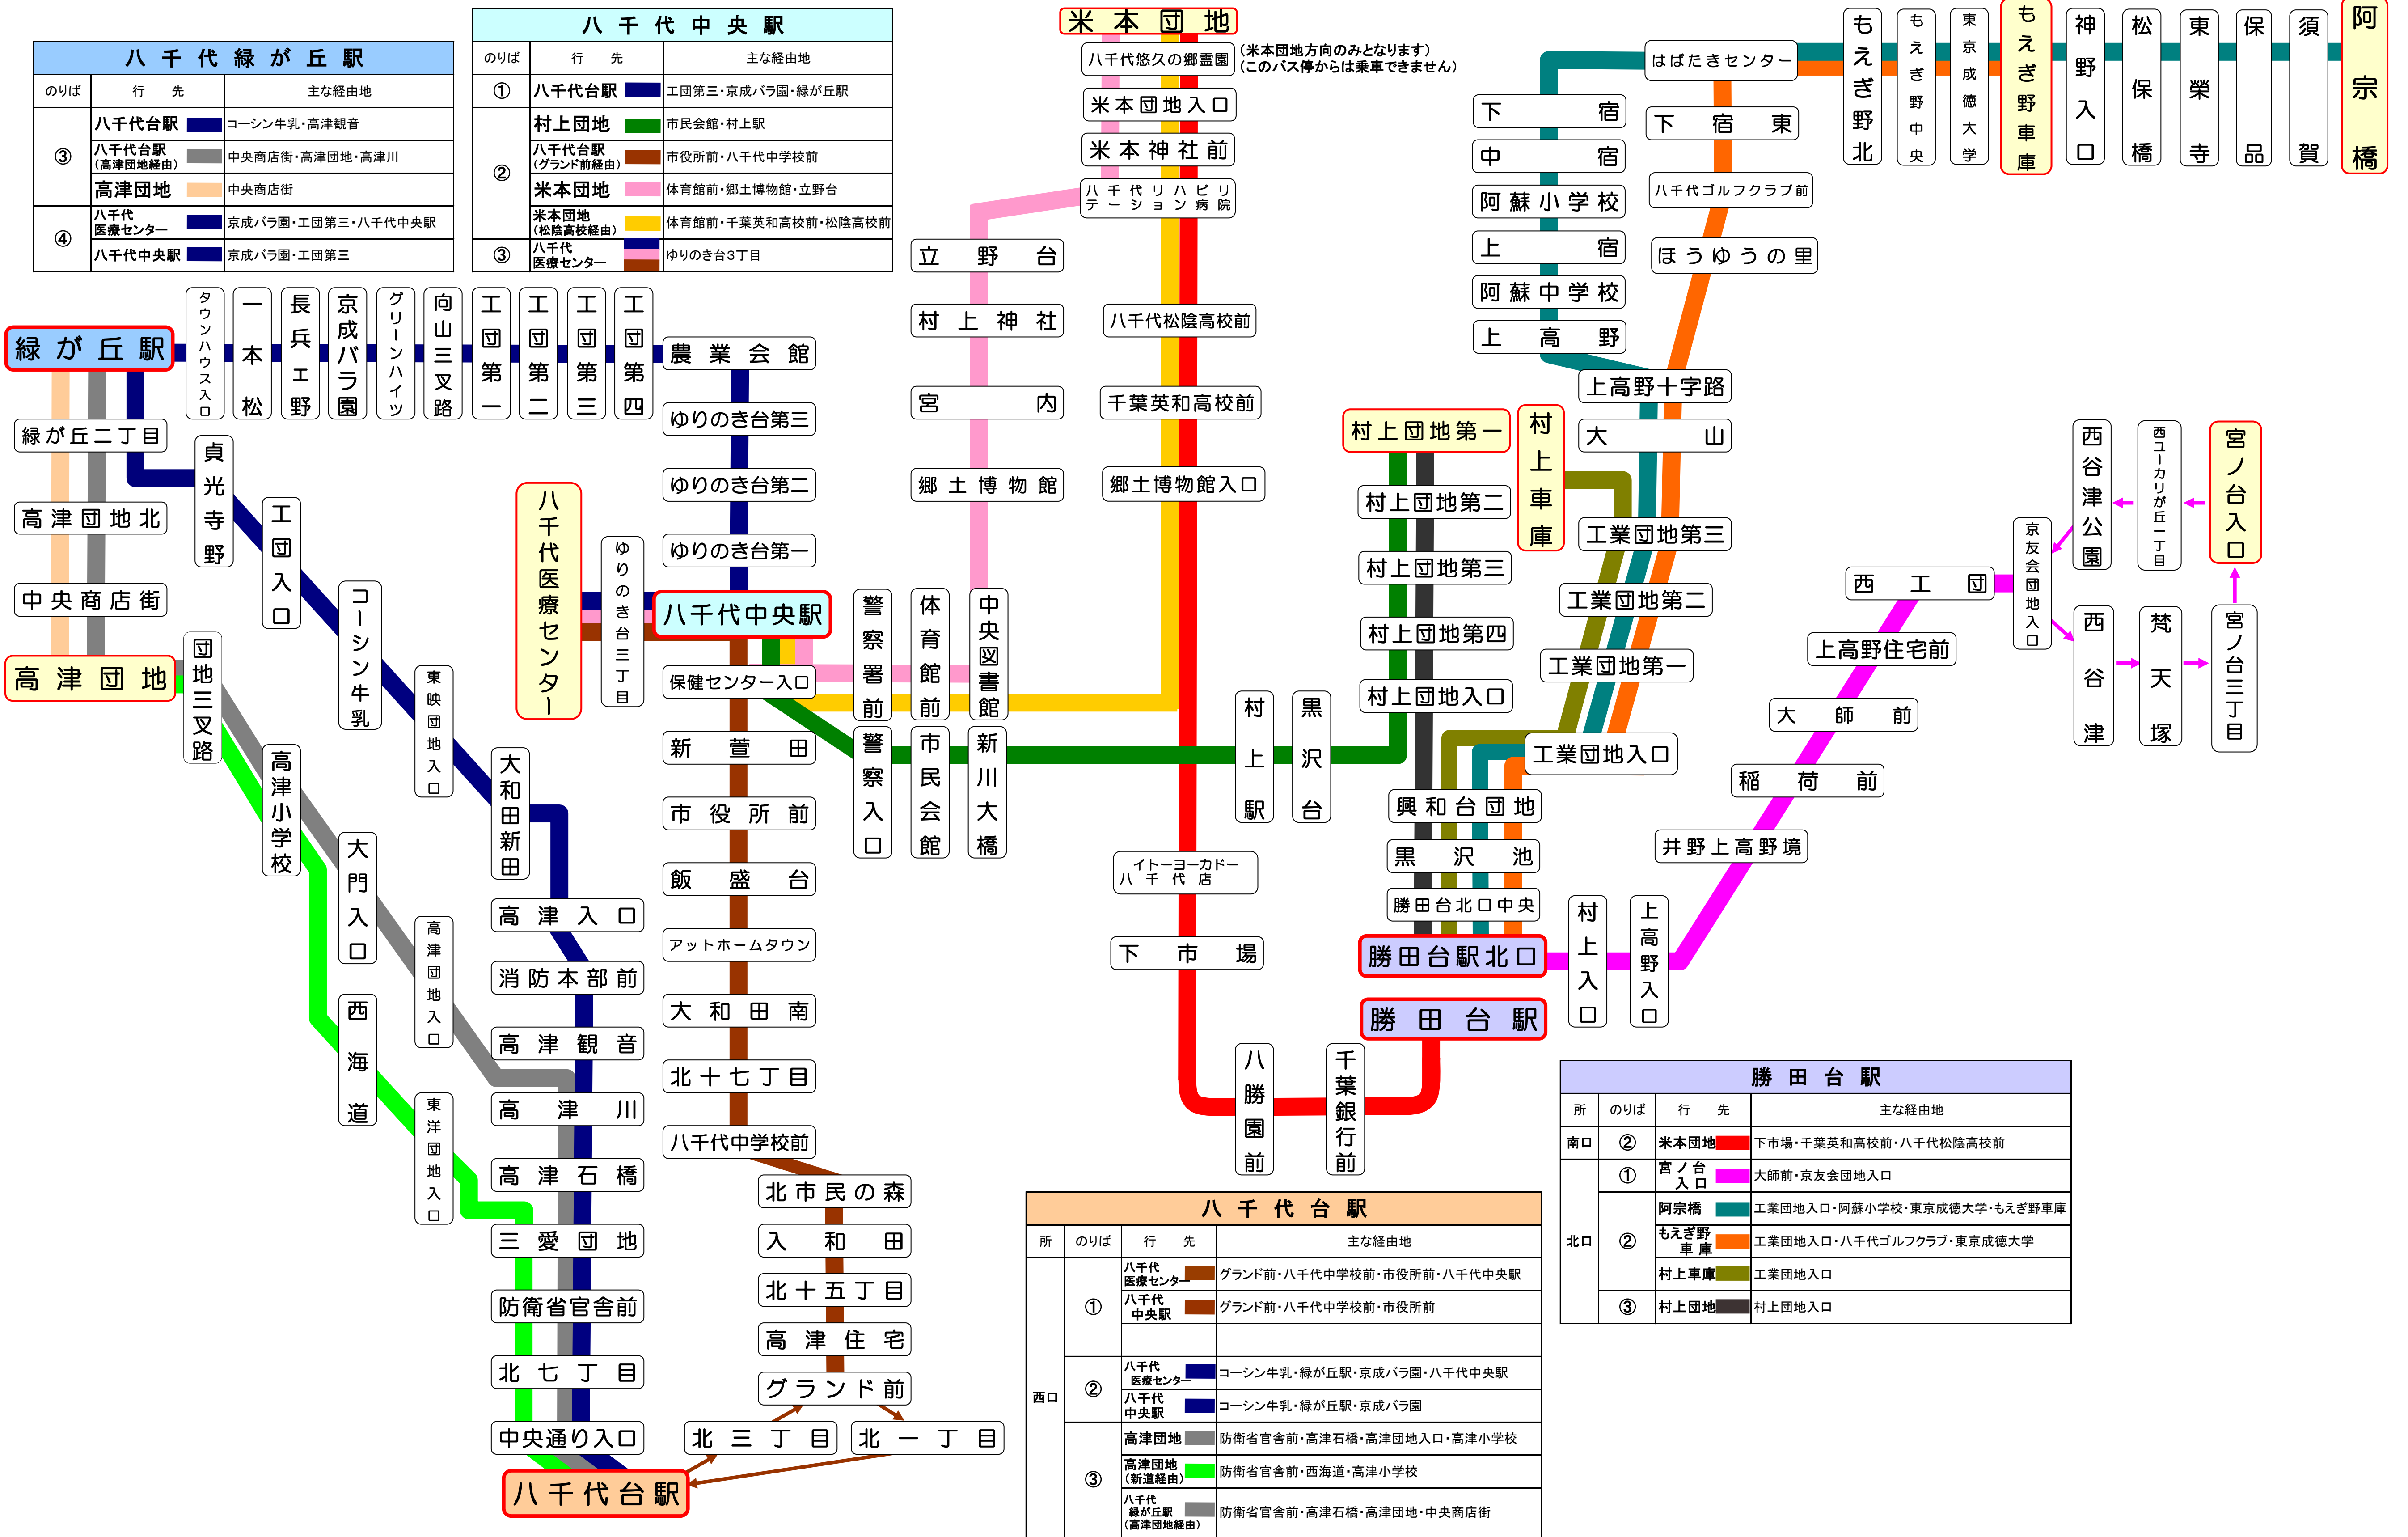 八千代緑が丘駅
のりば 行先 主な経由地
③ 八千代台駅 コーシン牛乳・高津観音
八千代台駅 (高津団地経由) 中央商店街・高津団地・高津川
高津団地 中央商店街
④ 八千代医療センター 京成バラ園・工団第三・八千代中央駅
八千代中央駅 京成バラ園・工団第三
八千代中央駅
のりば 行先 主な経由地
① 八千代台駅 工団第三・京成バラ園・緑が丘駅
② 村上団地 市民会館・村上駅
八千代台駅 (グランド前経由) 市役所前・八千代中学校前
米本団地 体育館前・郷土博物館・立野台
米本団地 (松陰高校経由) 体育館前・千葉英和高校前・松陰高校前
③ 八千代医療センター ゆりのき台3丁目
米本団地
八千代悠久の郷霊園
(米本団地方向のみとなります)
(このバス停からは乗車できません)
米本団地入口
米本神社前
八千代リハビリテーション病院
立野台
村上神社
宮内
郷土博物館
八千代松陰高校前
千葉英和高校前
郷土博物館入口
はばたきセンター
もえぎ野北
もえぎ野中央
東京成徳大学
もえぎ野車庫
神野入口
松保橋
東榮寺
保品
須賀
阿宗橋
下宿
中宿
阿蘇小学校
上宿
阿蘇中学校
上高野
下宿東
八千代ゴルフクラブ前
ほうゆうの里
上高野十字路
大山
工業団地第三
工業団地第二
工業団地第一
工業団地入口
村上車庫
村上団地第一
村上団地第二
村上団地第三
村上団地第四
村上団地入口
興和台団地
黒沢池
勝田台北口中央
勝田台駅北口
勝田台駅
緑が丘駅
タウンハウス入口
一本松
長兵エ野
京成バラ園
グリーンハイツ
向山三叉路
工団第一
工団第二
工団第三
工団第四
農業会館
ゆりのき台第三
ゆりのき台第二
ゆりのき台第一
八千代医療センター
ゆりのき台三丁目
八千代中央駅
緑が丘二丁目
高津団地北
中央商店街
高津団地
貞光寺野
工団入口
コーシン牛乳
東映団地入口
大和田新田
高津入口
消防本部前
高津観音
高津川
高津石橋
三愛団地
防衛省官舎前
北七丁目
中央通り入口
八千代台駅
団地三叉路
高津小学校
大門入口
高津団地入口
西海道
東洋団地入口
保健センター入口
新萱田
市役所前
飯盛台
アットホームタウン
大和田南
北十七丁目
八千代中学校前
北市民の森
入和田
北十五丁目
高津住宅
グランド前
北三丁目
北一丁目
警察署前
体育館前
中央図書館
警察入口
市民会館
新川大橋
村上駅
黒沢台
イトーヨーカドー八千代店
下市場
八勝園前
千葉銀行前
村上入口
上高野入口
井野上高野境
稲荷前
大師前
上高野住宅前
西工団
京友会団地入口
西谷津公園
西ユーカリが丘一丁目
宮ノ台入口
西谷津
梵天塚
宮ノ台三丁目
勝田台駅
所 のりば 行先 主な経由地
南口 ② 米本団地 下市場・千葉英和高校前・八千代松陰高校前
北口 ① 宮ノ台入口 大師前・京友会団地入口
② 阿宗橋 工業団地入口・阿蘇小学校・東京成徳大学・もえぎ野車庫
もえぎ野車庫 工業団地入口・八千代ゴルフクラブ・東京成徳大学
村上車庫 工業団地入口
③ 村上団地 村上団地入口
八千代台駅
所 のりば 行先 主な経由地
西口 ① 八千代医療センター グランド前・八千代中学校前・市役所前・八千代中央駅
八千代中央駅 グランド前・八千代中学校前・市役所前
② 八千代医療センター コーシン牛乳・緑が丘駅・京成バラ園・八千代中央駅
八千代中央駅 コーシン牛乳・緑が丘駅・京成バラ園
③ 高津団地 防衛省官舎前・高津石橋・高津団地入口・高津小学校
高津団地 (新道経由) 防衛省官舎前・西海道・高津小学校
八千代緑が丘駅 (高津団地経由) 防衛省官舎前・高津石橋・高津団地・中央商店街